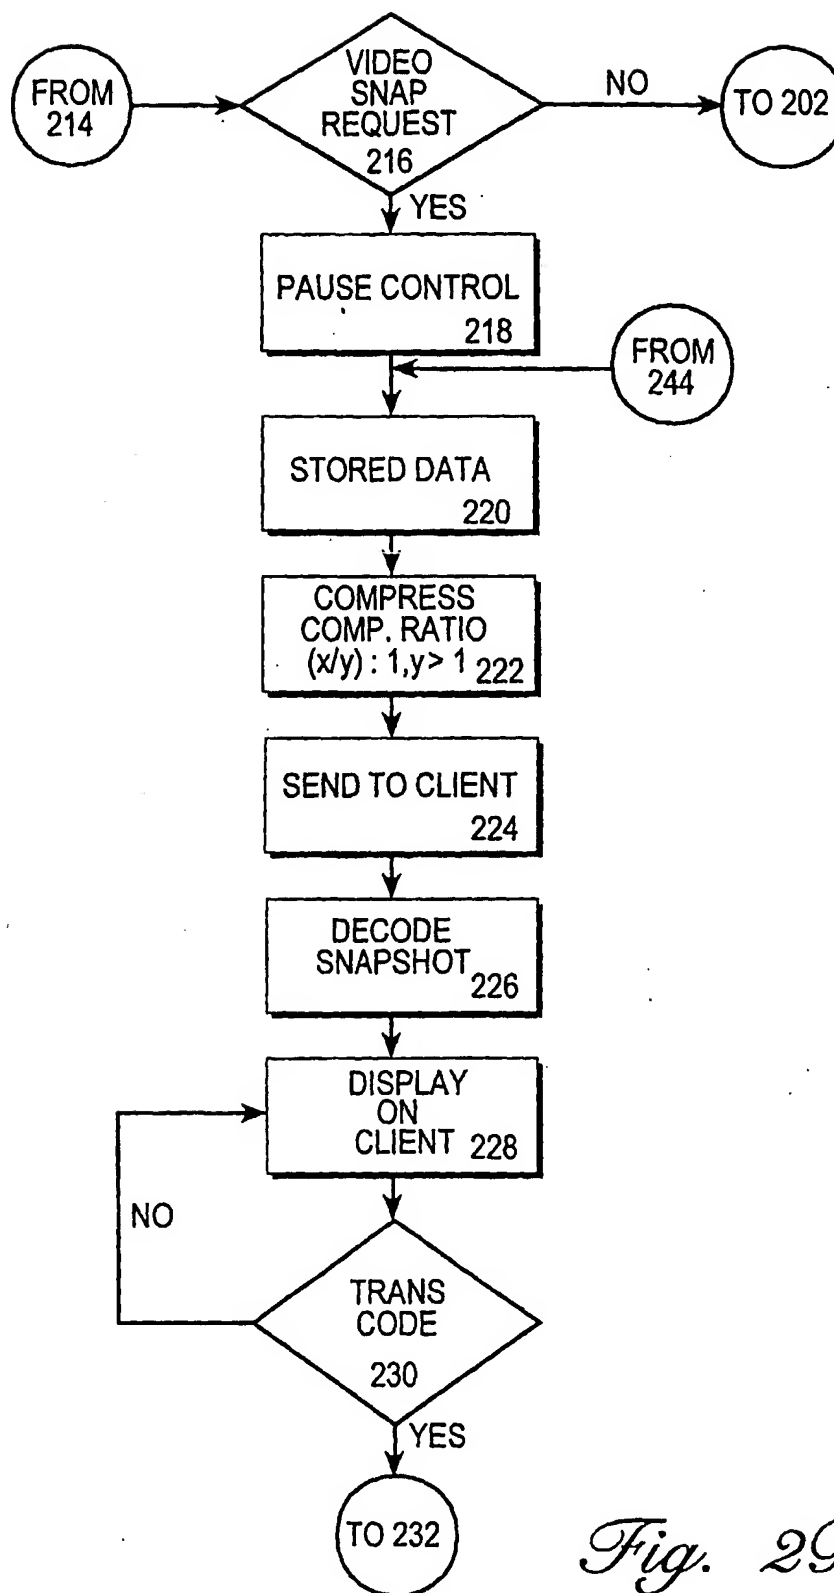 FROM
214
VIDEO
SNAP
REQUEST
216
NO
TO 202
YES
PAUSE CONTROL
218
FROM
244
STORED DATA
220
COMPRESS
COMP. RATIO
(x/y) : 1,y> 1 222
SEND TO CLIENT
224
DECODE
SNAPSHOT
226
DISPLAY
ON
CLIENT 228
NO
TRANS
CODE
230
YES
TO 232
Fig.